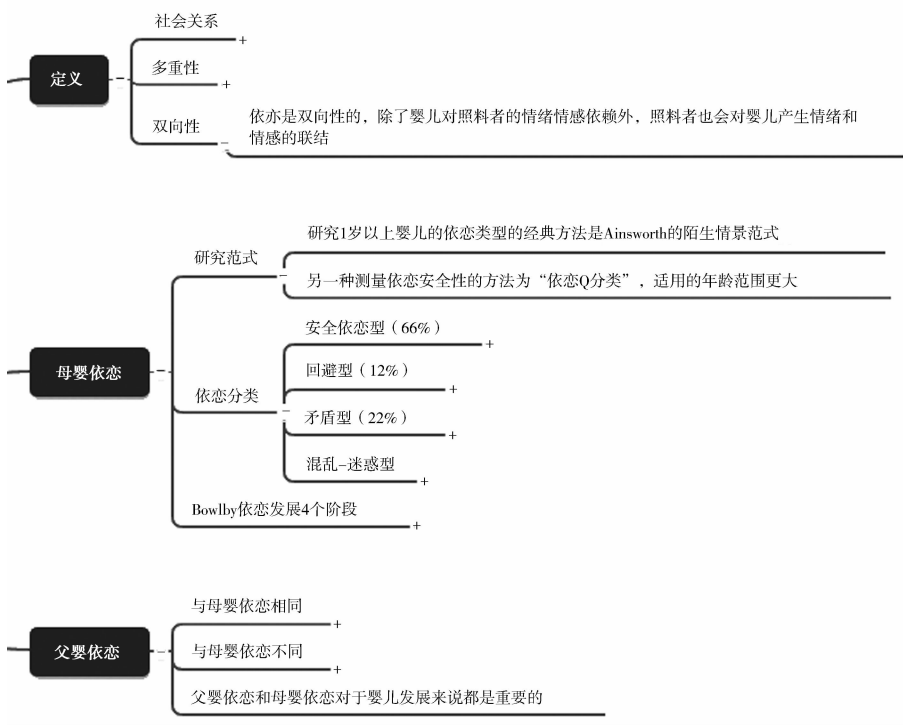 定义
社会关系
多重性
双向性
依亦是双向性的，除了婴儿对照料者的情绪情感依赖外，照料者也会对婴儿产生情绪和
情感的联结
母婴依恋
研究范式
研究1岁以上婴儿的依恋类型的经典方法是Ainsworth的陌生情景范式
另一种测量依恋安全性的方法为“依恋Q分类”，适用的年龄范围更大
依恋分类
安全依恋型（66%）
回避型（12%）
矛盾型（22%）
混乱–迷惑型
Bowlby依恋发展4个阶段
父婴依恋
与母婴依恋相同
与母婴依恋不同
父婴依恋和母婴依恋对于婴儿发展来说都是重要的